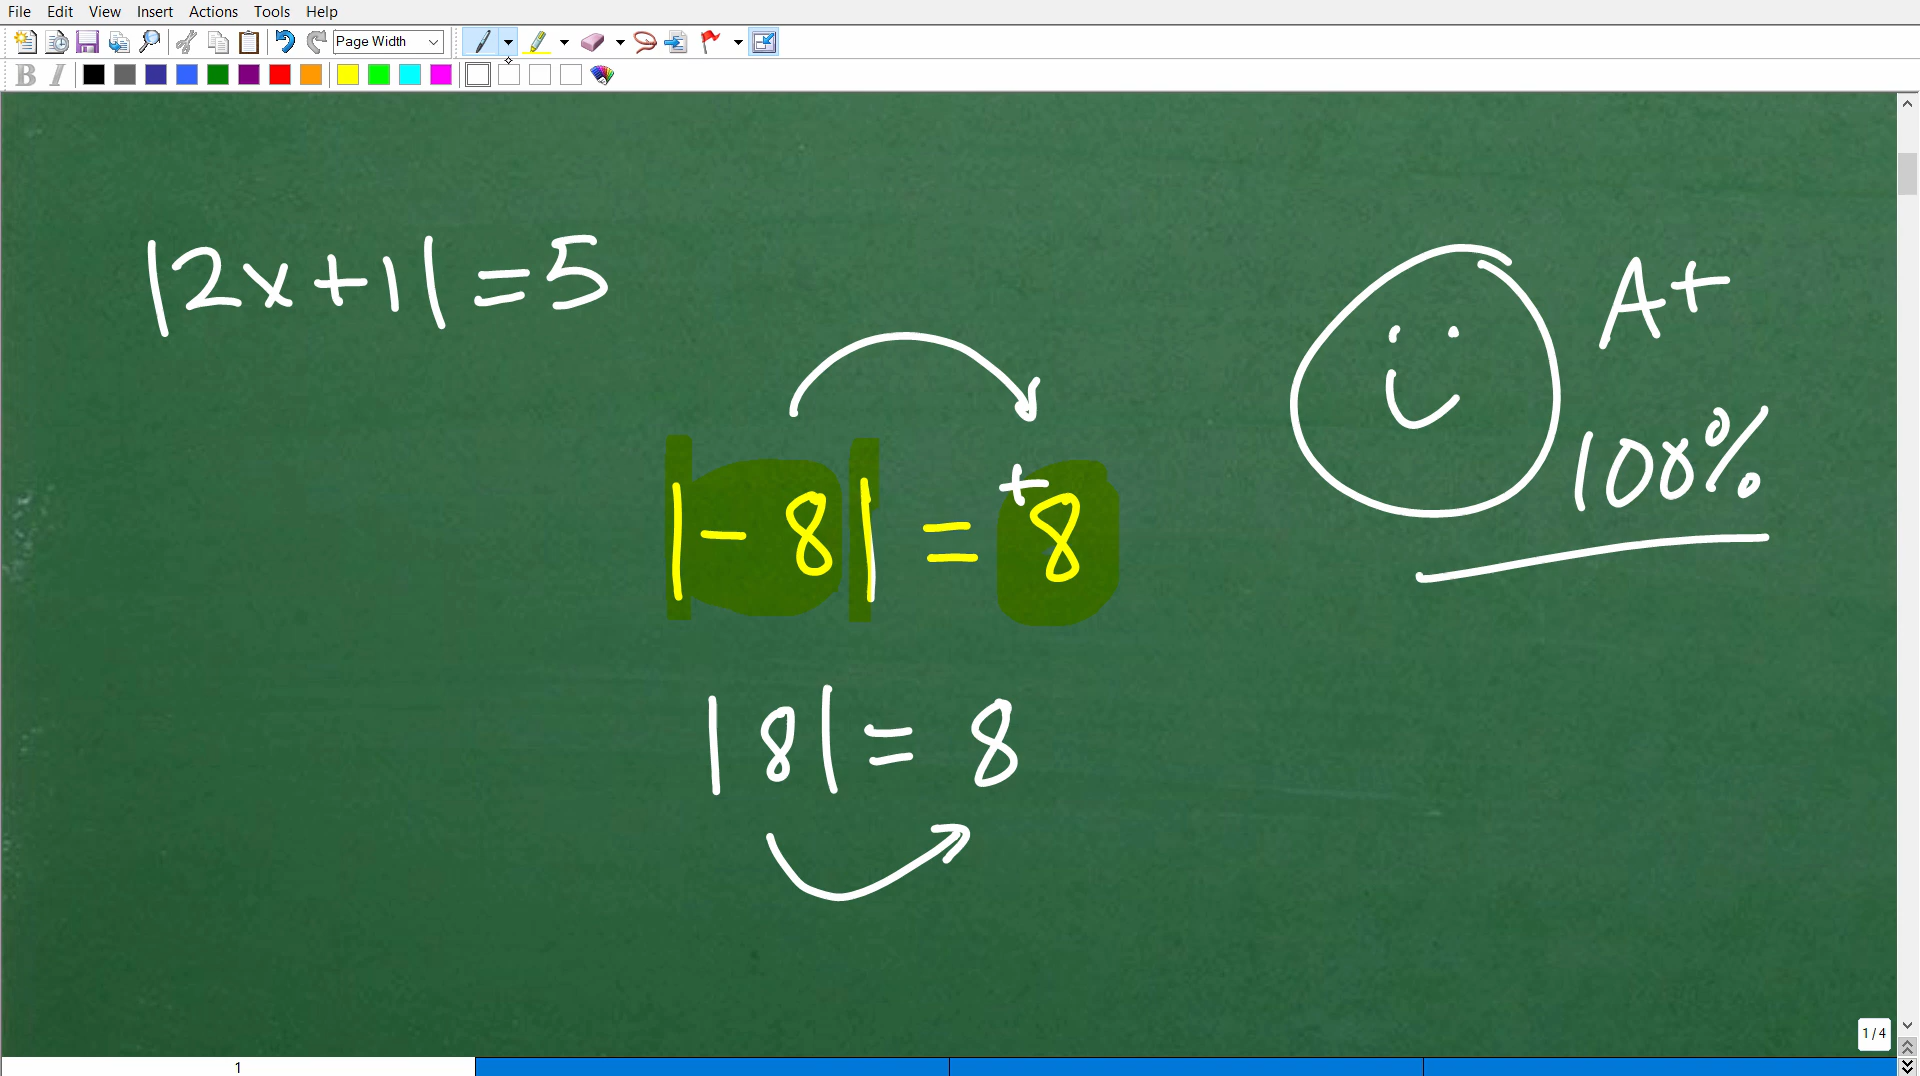 File Edit View Insert Actions Tools Help
Page Width
B I
|2x+1|=5
A+
100%
|-8| = +8
|8| = 8
1 / 4
1